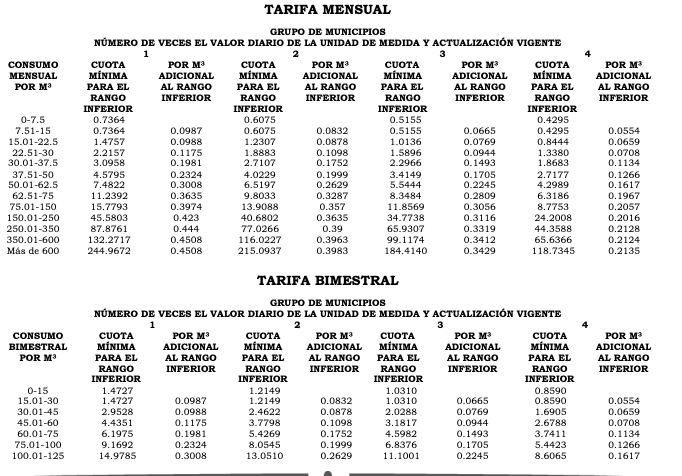 TARIFA MENSUAL
GRUPO DE MUNICIPIOS
NÚMERO DE VECES EL VALOR DIARIO DE LA UNIDAD DE MEDIDA Y ACTUALIZACIÓN VIGENTE
1 2 3 4
CONSUMO CUOTA POR M³ CUOTA POR M³ CUOTA POR M³ CUOTA POR M³
MENSUAL MÍNIMA ADICIONAL MÍNIMA ADICIONAL MÍNIMA ADICIONAL MÍNIMA ADICIONAL
POR M³ PARA EL AL RANGO PARA EL AL RANGO PARA EL AL RANGO PARA EL AL RANGO
RANGO INFERIOR RANGO INFERIOR RANGO INFERIOR RANGO INFERIOR
INFERIOR INFERIOR INFERIOR INFERIOR
0-7.5 0.7364 0.6075 0.5155 0.4295
7.51-15 0.7364 0.0987 0.6075 0.0832 0.5155 0.0665 0.4295 0.0554
15.01-22.5 1.4757 0.0988 1.2307 0.0878 1.0136 0.0769 0.8444 0.0659
22.51-30 2.2157 0.1175 1.8883 0.1098 1.5896 0.0944 1.3380 0.0708
30.01-37.5 3.0958 0.1981 2.7107 0.1752 2.2966 0.1493 1.8683 0.1134
37.51-50 4.5795 0.2324 4.0229 0.1999 3.4149 0.1705 2.7177 0.1266
50.01-62.5 7.4822 0.3008 6.5197 0.2629 5.5444 0.2245 4.2989 0.1617
62.51-75 11.2392 0.3635 9.8033 0.3287 8.3484 0.2809 6.3186 0.1967
75.01-150 15.7793 0.3974 13.9088 0.357 11.8569 0.3056 8.7753 0.2057
150.01-250 45.5803 0.423 40.6802 0.3635 34.7738 0.3116 24.2008 0.2016
250.01-350 87.8761 0.444 77.0266 0.39 65.9307 0.3319 44.3588 0.2128
350.01-600 132.2717 0.4508 116.0227 0.3963 99.1174 0.3412 65.6366 0.2124
Más de 600 244.9672 0.4508 215.0937 0.3983 184.4140 0.3429 118.7345 0.2135
TARIFA BIMESTRAL
GRUPO DE MUNICIPIOS
NÚMERO DE VECES EL VALOR DIARIO DE LA UNIDAD DE MEDIDA Y ACTUALIZACIÓN VIGENTE
1 2 3 4
CONSUMO CUOTA POR M³ CUOTA POR M³ CUOTA POR M³ CUOTA POR M³
BIMESTRAL MÍNIMA ADICIONAL MÍNIMA ADICIONAL MÍNIMA ADICIONAL MÍNIMA ADICIONAL
POR M³ PARA EL AL RANGO PARA EL AL RANGO PARA EL AL RANGO PARA EL AL RANGO
RANGO INFERIOR RANGO INFERIOR RANGO INFERIOR RANGO INFERIOR
INFERIOR INFERIOR INFERIOR INFERIOR
0-15 1.4727 1.2149 1.0310 0.8590
15.01-30 1.4727 0.0987 1.2149 0.0832 1.0310 0.0665 0.8590 0.0554
30.01-45 2.9528 0.0988 2.4622 0.0878 2.0288 0.0769 1.6905 0.0659
45.01-60 4.4351 0.1175 3.7798 0.1098 3.1817 0.0944 2.6788 0.0708
60.01-75 6.1975 0.1981 5.4269 0.1752 4.5982 0.1493 3.7411 0.1134
75.01-100 9.1692 0.2324 8.0545 0.1999 6.8376 0.1705 5.4423 0.1266
100.01-125 14.9785 0.3008 13.0510 0.2629 11.1001 0.2245 8.6065 0.1617